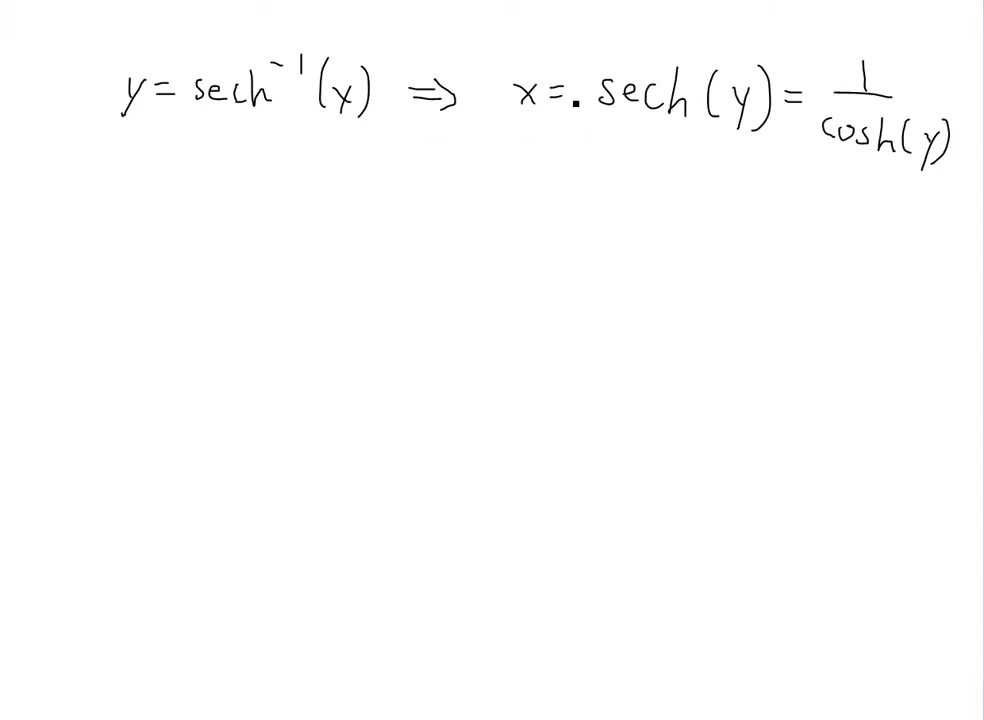 y = sech⁻¹(x) ⇒ x =. sech(y) = 1/cosh(y)